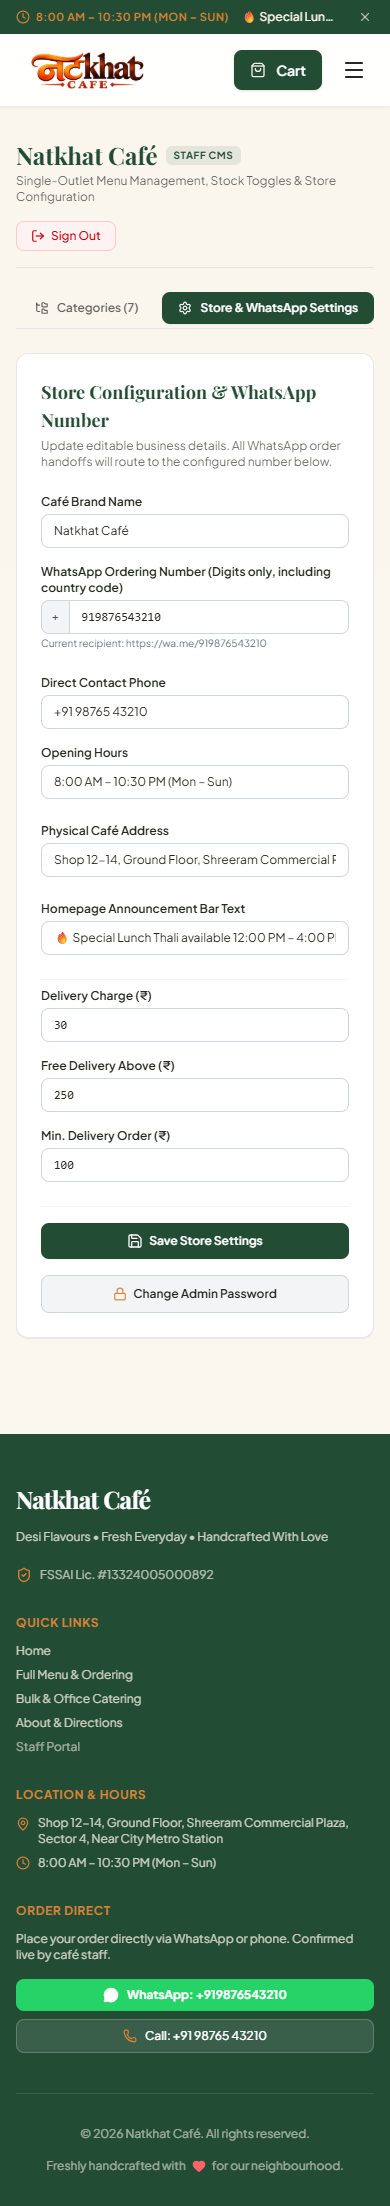 8:00 AM – 10:30 PM (MON – SUN) 🔥 Special Lun...
नटkhat
CAFE
Cart
Natkhat Café STAFF CMS
Single-Outlet Menu Management, Stock Toggles & Store
Configuration
Sign Out
Categories (7) Store & WhatsApp Settings
Store Configuration & WhatsApp
Number
Update editable business details. All WhatsApp order
handoffs will route to the configured number below.
Café Brand Name
Natkhat Café
WhatsApp Ordering Number (Digits only, including
country code)
+ 919876543210
Current recipient: https://wa.me/919876543210
Direct Contact Phone
+91 98765 43210
Opening Hours
8:00 AM – 10:30 PM (Mon – Sun)
Physical Café Address
Shop 12-14, Ground Floor, Shreeram Commercial P
Homepage Announcement Bar Text
🔥 Special Lunch Thali available 12:00 PM – 4:00 PM
Delivery Charge (₹)
30
Free Delivery Above (₹)
250
Min. Delivery Order (₹)
100
Save Store Settings
Change Admin Password
Natkhat Café
Desi Flavours • Fresh Everyday • Handcrafted With Love
FSSAI Lic. #13324005000892
QUICK LINKS
Home
Full Menu & Ordering
Bulk & Office Catering
About & Directions
Staff Portal
LOCATION & HOURS
Shop 12-14, Ground Floor, Shreeram Commercial Plaza,
Sector 4, Near City Metro Station
8:00 AM – 10:30 PM (Mon – Sun)
ORDER DIRECT
Place your order directly via WhatsApp or phone. Confirmed
live by café staff.
WhatsApp: +919876543210
Call: +91 98765 43210
© 2026 Natkhat Café. All rights reserved.
Freshly handcrafted with ❤ for our neighbourhood.